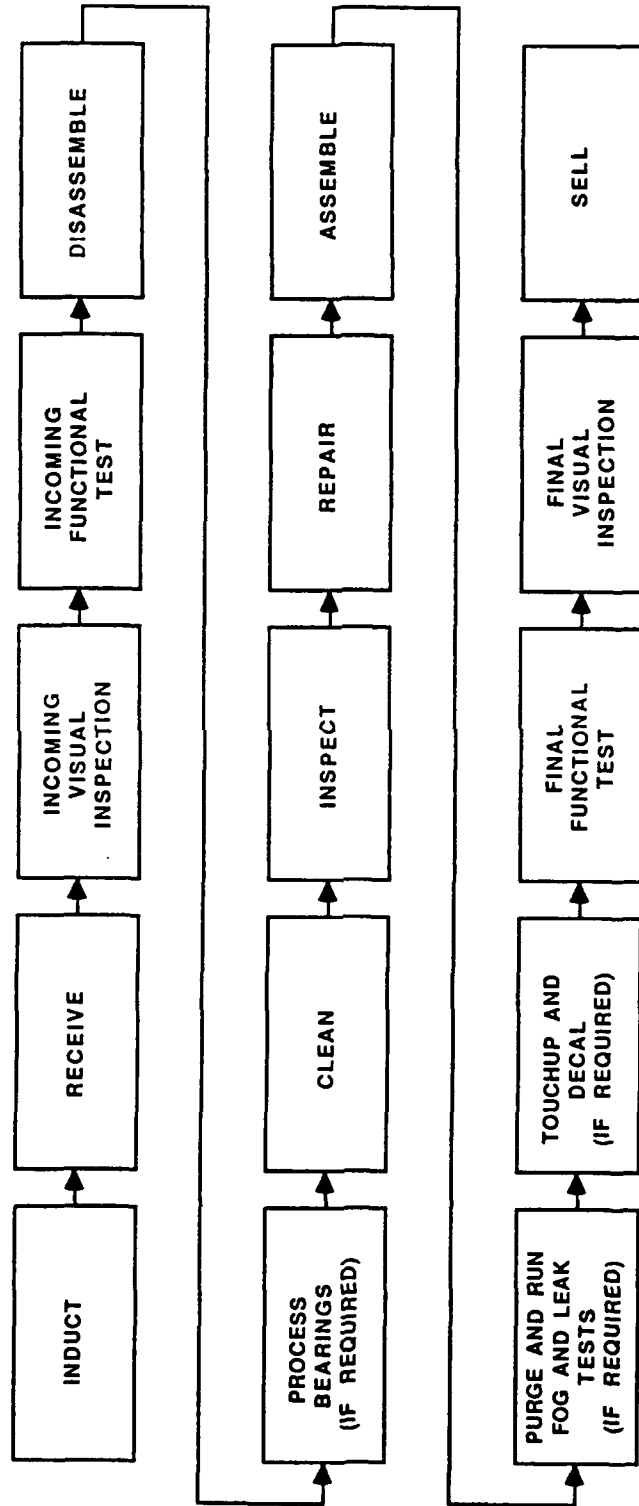 INDUCT
RECEIVE
INCOMING
VISUAL
INSPECTION
INCOMING
FUNCTIONAL
TEST
DISASSEMBLE
PROCESS
BEARINGS
(IF REQUIRED)
CLEAN
INSPECT
REPAIR
ASSEMBLE
PURGE AND RUN
FOG AND LEAK
TESTS
(IF REQUIRED)
TOUCHUP AND
DECAL
(IF REQUIRED)
FINAL
FUNCTIONAL
TEST
FINAL
VISUAL
INSPECTION
SELL